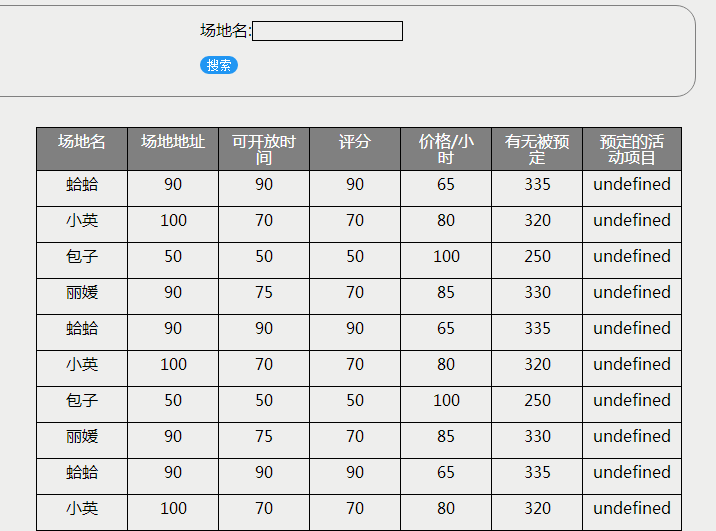 场地名:
搜索
场地名 场地地址 可开放时间 评分 价格/小时 有无被预定 预定的活动项目
蛤蛤 90 90 90 65 335 undefined
小英 100 70 70 80 320 undefined
包子 50 50 50 100 250 undefined
丽媛 90 75 70 85 330 undefined
蛤蛤 90 90 90 65 335 undefined
小英 100 70 70 80 320 undefined
包子 50 50 50 100 250 undefined
丽媛 90 75 70 85 330 undefined
蛤蛤 90 90 90 65 335 undefined
小英 100 70 70 80 320 undefined